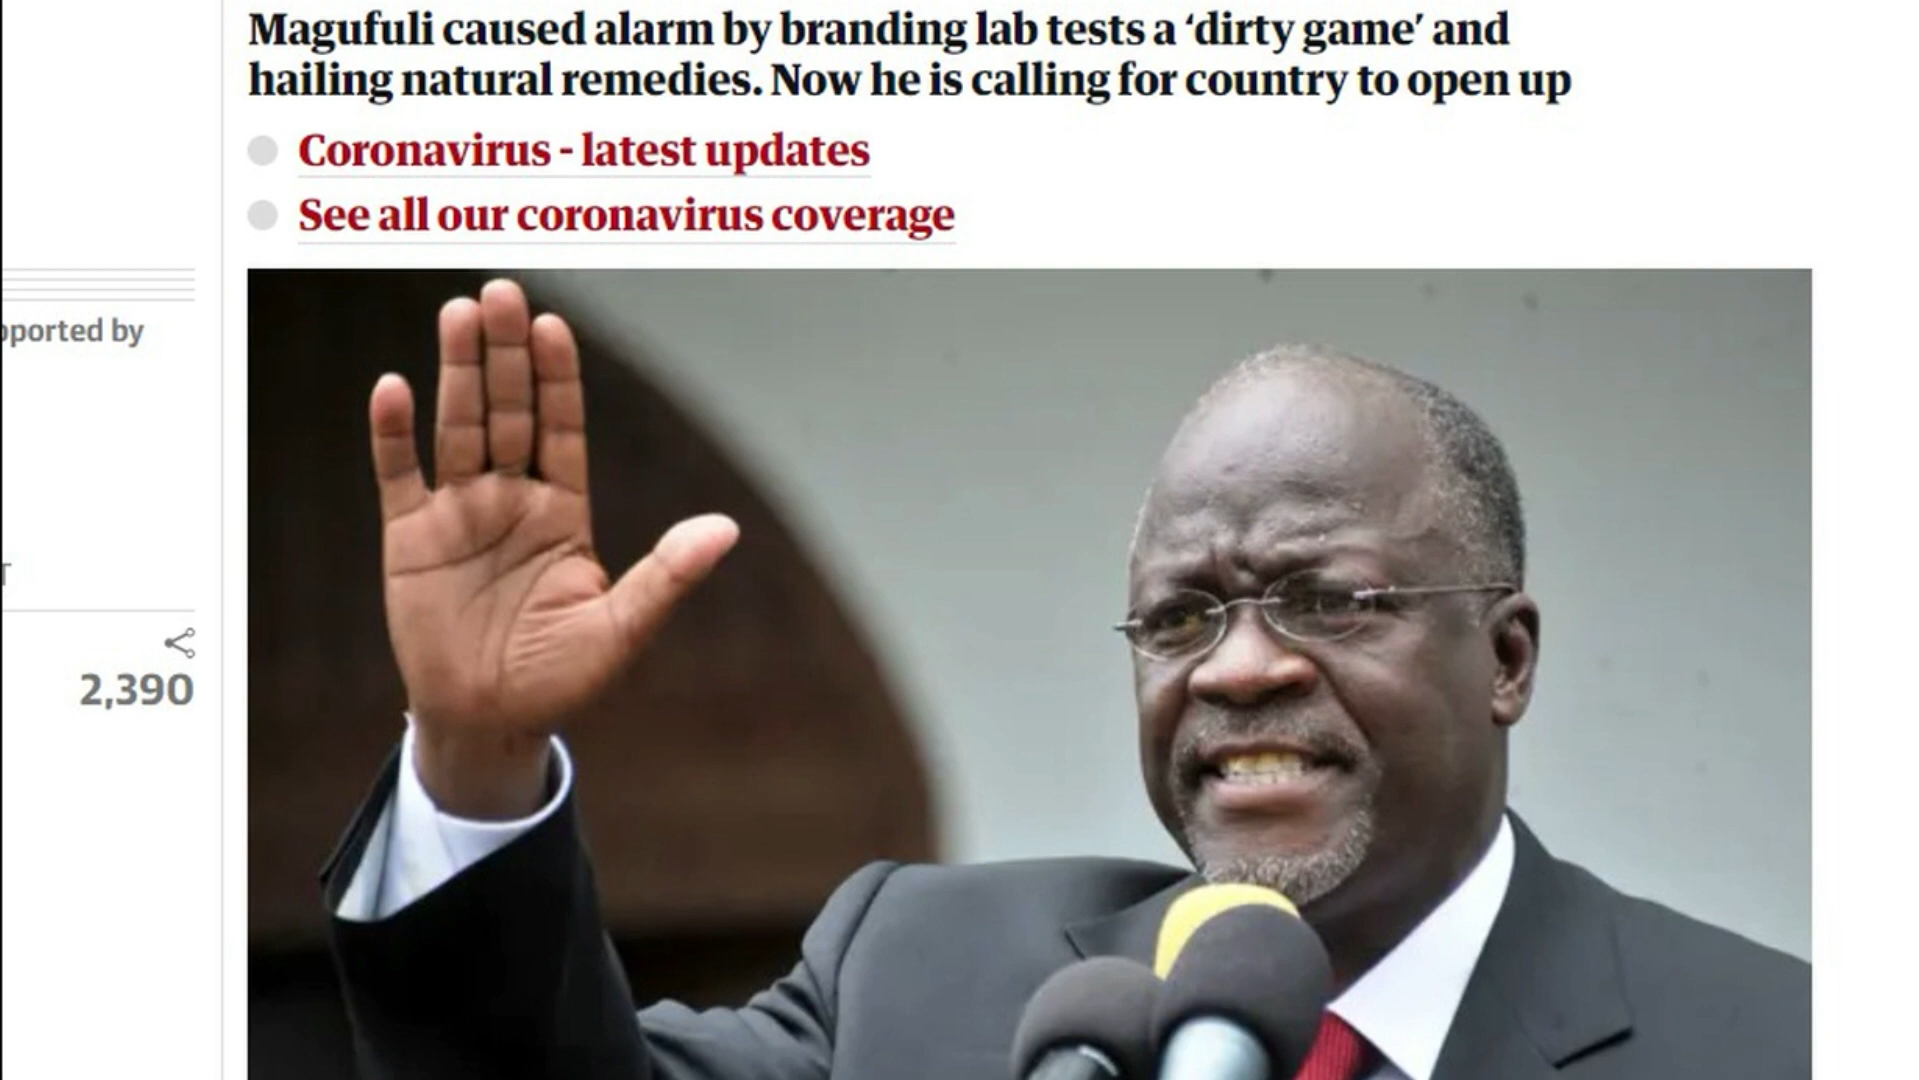 Magufuli caused alarm by branding lab tests a ‘dirty game’ and
hailing natural remedies. Now he is calling for country to open up
Coronavirus - latest updates
See all our coronavirus coverage
pported by
T
2,390